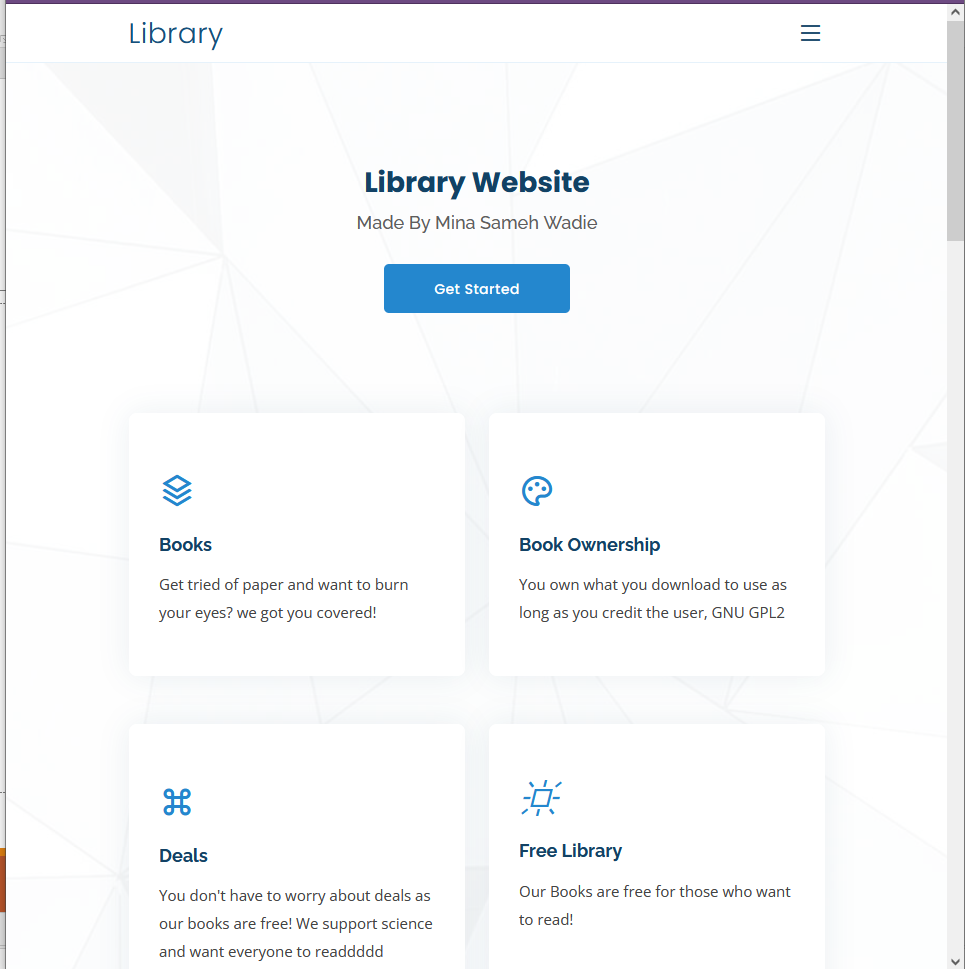 Library
Library Website
Made By Mina Sameh Wadie
Get Started
Books
Get tried of paper and want to burn
your eyes? we got you covered!
Book Ownership
You own what you download to use as
long as you credit the user, GNU GPL2
Deals
You don't have to worry about deals as
our books are free! We support science
and want everyone to readdddd
Free Library
Our Books are free for those who want
to read!